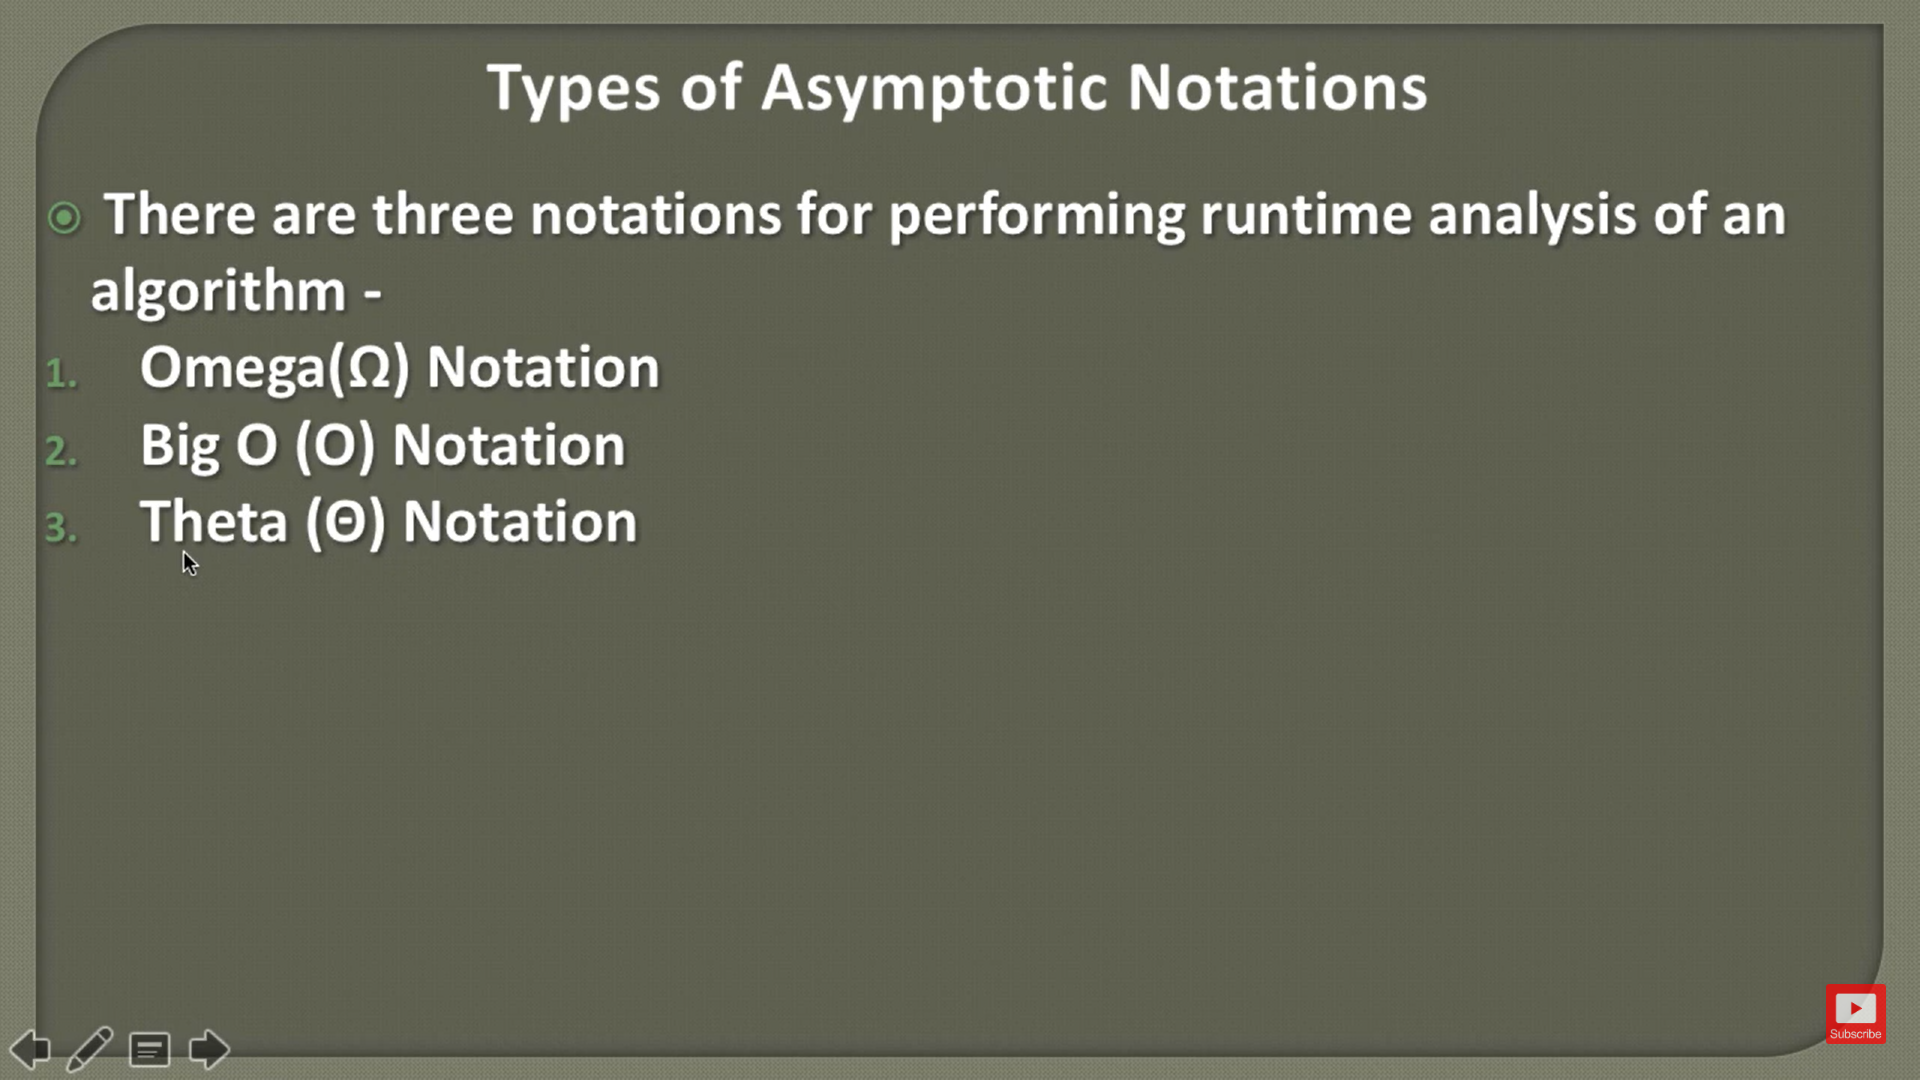 Types of Asymptotic Notations
There are three notations for performing runtime analysis of an
algorithm -
1. Omega(Ω) Notation
2. Big O (O) Notation
3. Theta (Θ) Notation
Subscribe